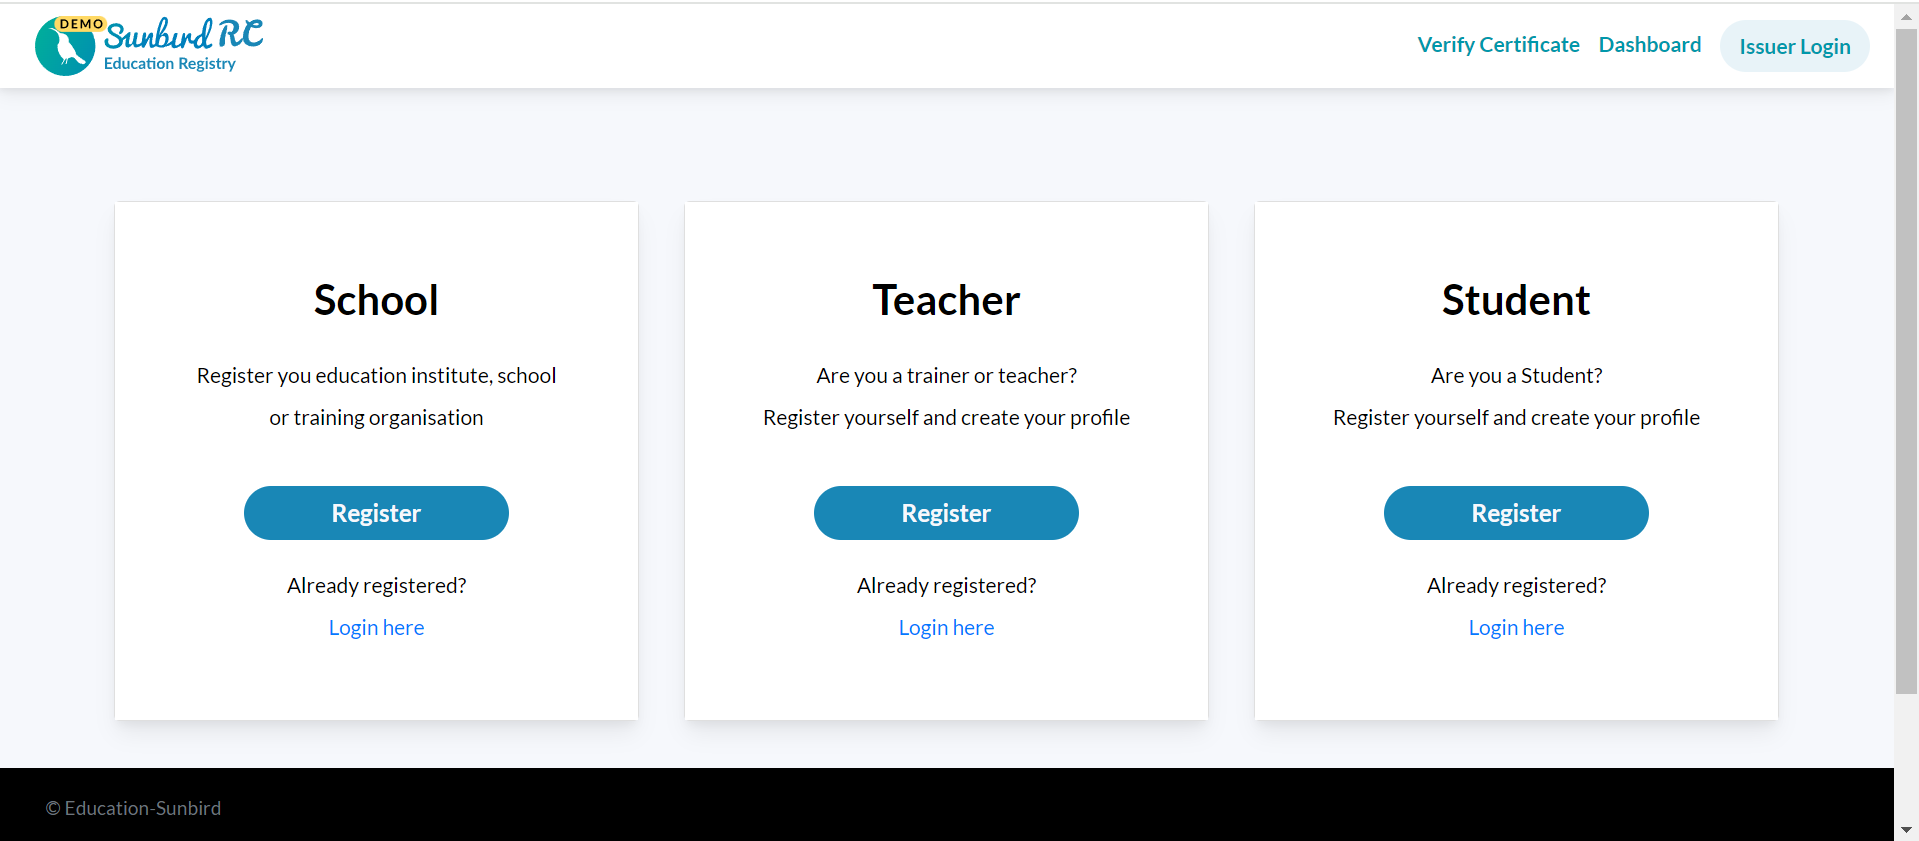 DEMO
Sunbird RC
Education Registry
Verify Certificate
Dashboard
Issuer Login
School
Register you education institute, school
or training organisation
Register
Already registered?
Login here
Teacher
Are you a trainer or teacher?
Register yourself and create your profile
Register
Already registered?
Login here
Student
Are you a Student?
Register yourself and create your profile
Register
Already registered?
Login here
© Education-Sunbird